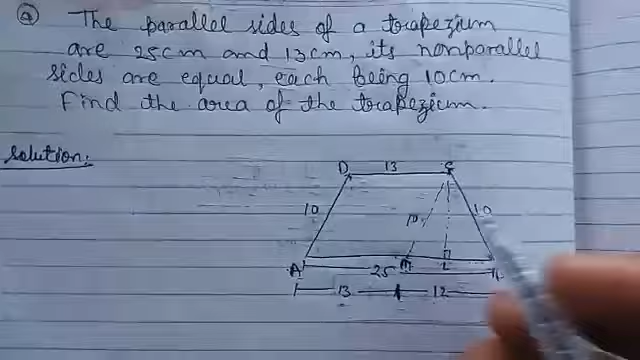 Q The parallel sides of a trapezium
are 25cm and 13cm, its nonparallel
sides are equal, each being 10cm.
Find the area of the trapezium.
Solution:
D 13 C
10 10 10
A M L
25
13 12